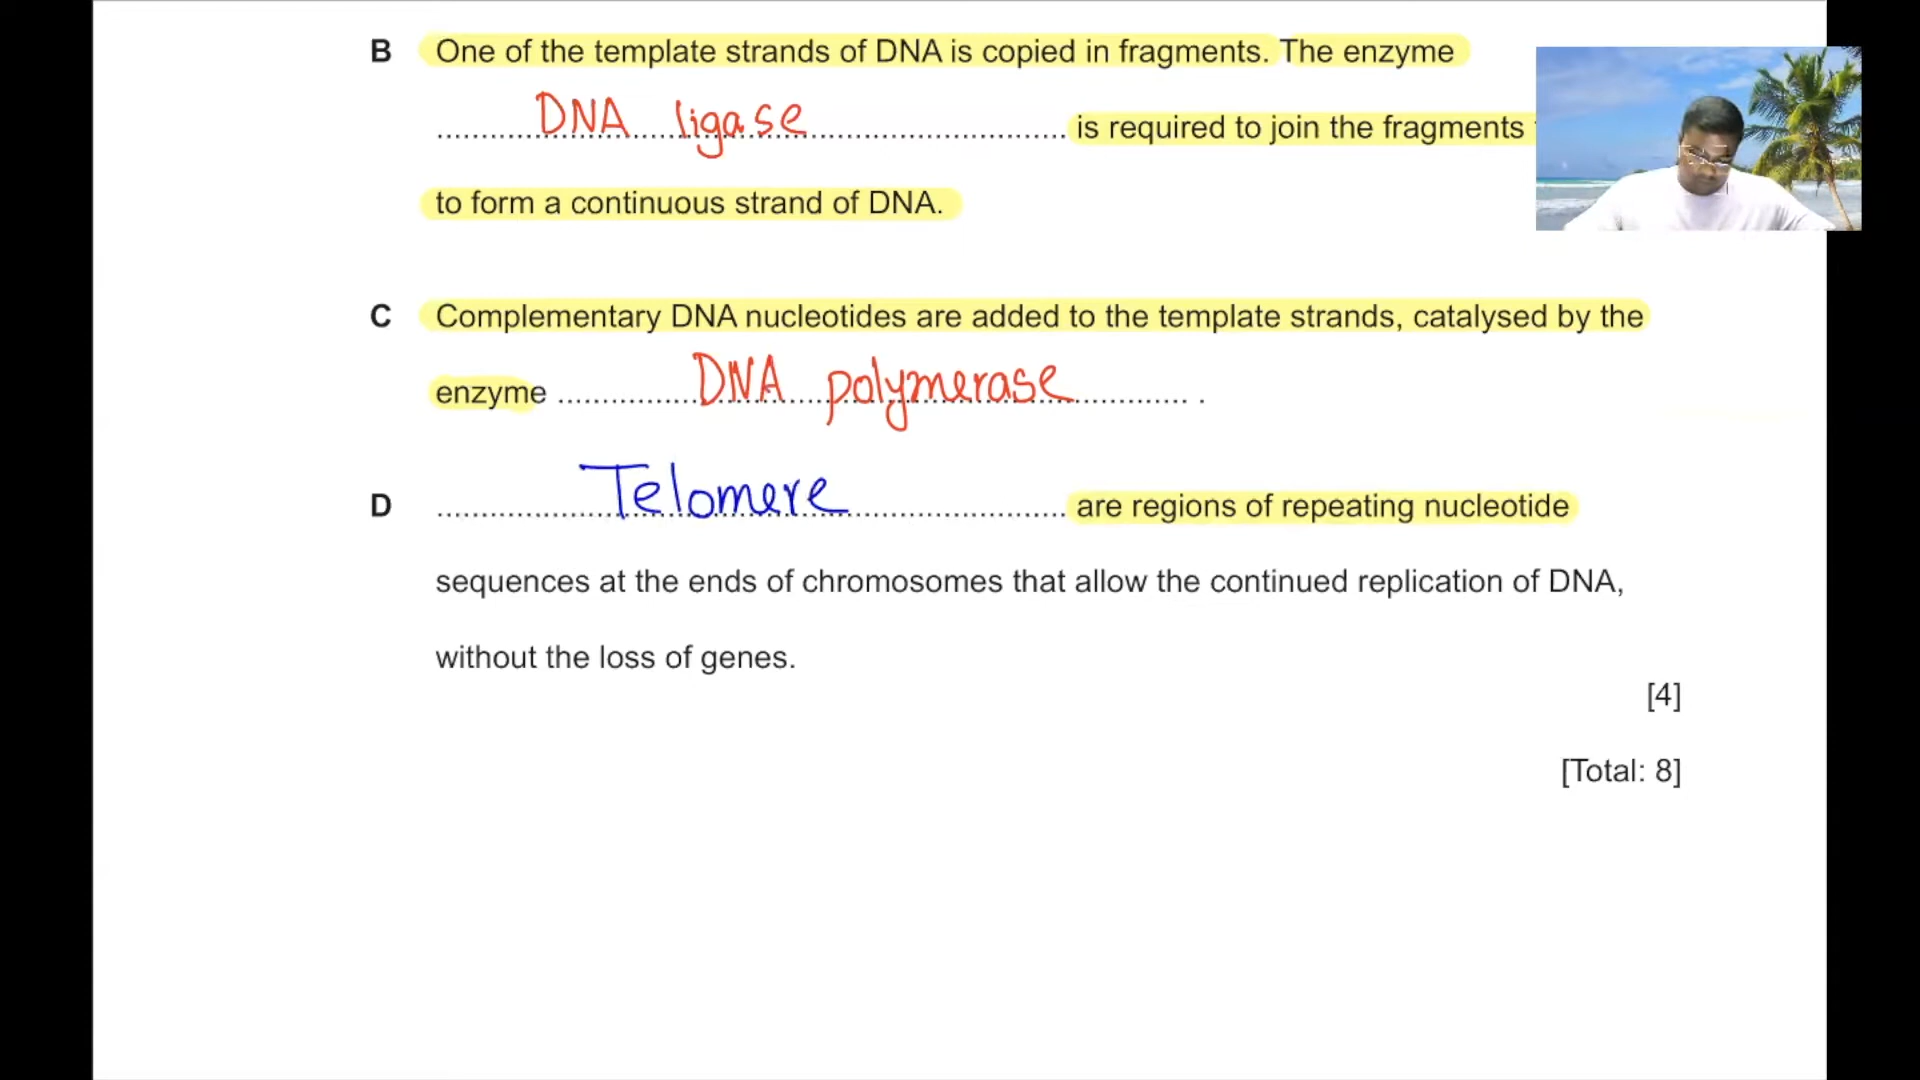 B One of the template strands of DNA is copied in fragments. The enzyme
DNA ligase is required to join the fragments
to form a continuous strand of DNA.
C Complementary DNA nucleotides are added to the template strands, catalysed by the
enzyme DNA polymerase .
D Telomere are regions of repeating nucleotide
sequences at the ends of chromosomes that allow the continued replication of DNA,
without the loss of genes.
[4]
[Total: 8]